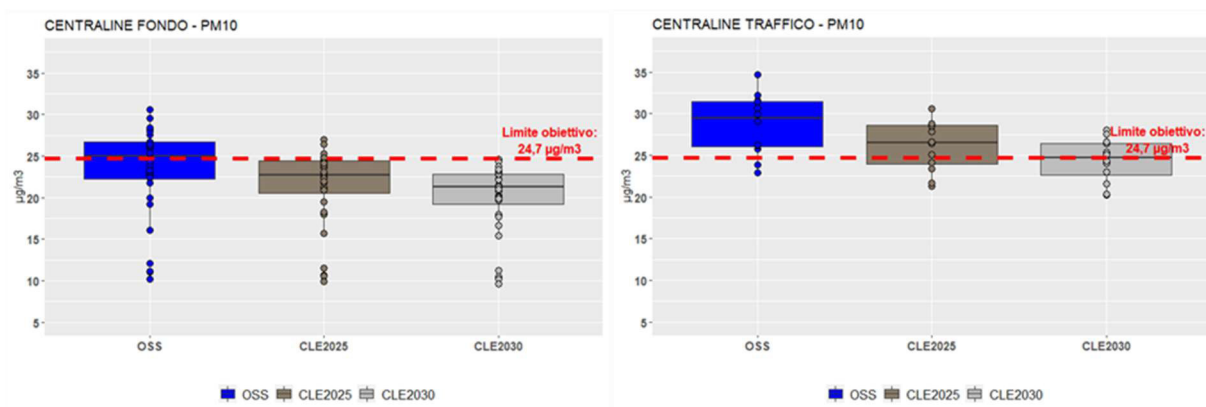 CENTRALINE FONDO - PM10
35
30
25
20
15
10
5
µg/m3
Limite obiettivo:
24,7 µg/m3
OSS
CLE2025
CLE2030
OSS
CLE2025
CLE2030
CENTRALINE TRAFFICO - PM10
35
30
25
20
15
10
5
µg/m3
Limite obiettivo:
24,7 µg/m3
OSS
CLE2025
CLE2030
OSS
CLE2025
CLE2030